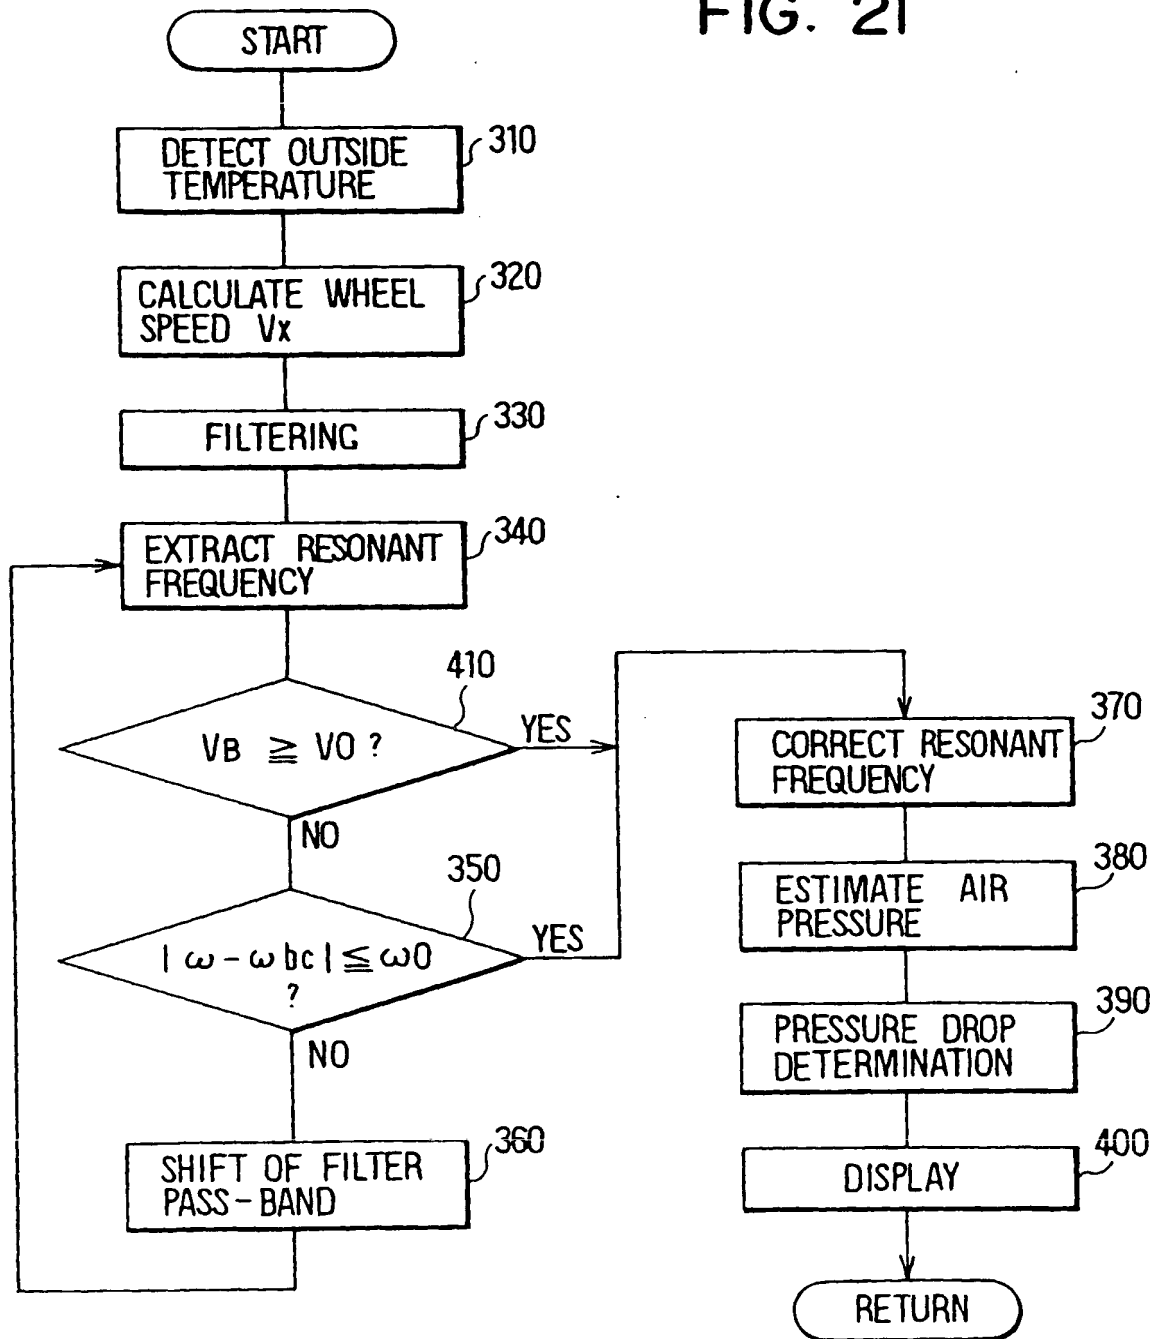 FIG. 21
START
DETECT OUTSIDE
TEMPERATURE
310
CALCULATE WHEEL
SPEED Vx
320
FILTERING
330
EXTRACT RESONANT
FREQUENCY
340
VB ≧ VO ?
410
YES
NO
| ω - ω bc | ≦ ωO
?
350
YES
NO
SHIFT OF FILTER
PASS-BAND
360
CORRECT RESONANT
FREQUENCY
370
ESTIMATE AIR
PRESSURE
380
PRESSURE DROP
DETERMINATION
390
DISPLAY
400
RETURN